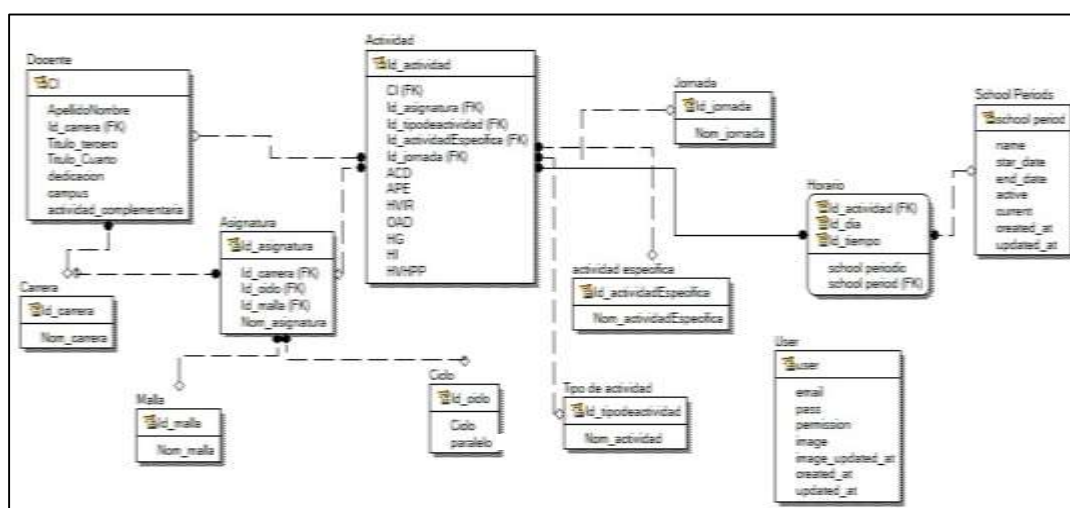 Docente
CI
ApellidoNombre
Id_carrera (FK)
Titulo_tercero
Titulo_Cuarto
dedicacion
campus
actividad_complementaria
Actividad
Id_actividad
CI (FK)
Id_asignatura (FK)
Id_tipodeactividad (FK)
Id_actividadEspecifica (FK)
Id_jornada (FK)
ACD
APE
HVIR
OAD
HG
HI
HVHPP
Jornada
Id_jornada
Nom_jornada
School Periods
school period
name
star_date
end_date
active
current
created_at
updated_at
Horario
Id_actividad (FK)
Id_dia
Id_tiempo
school periodic
school period (FK)
Asignatura
Id_asignatura
Id_carrera (FK)
Id_ciclo (FK)
Id_malla (FK)
Nom_asignatura
Carrera
Id_carrera
Nom_carrera
actividad especifica
Id_actividadEspecifica
Nom_actividadEspecifica
Malla
Id_malla
Nom_malla
Ciclo
Id_ciclo
Ciclo
paralelo
Tipo de actividad
Id_tipodeactividad
Nom_actividad
User
user
email
pass
permission
image
image_updated_at
created_at
updated_at